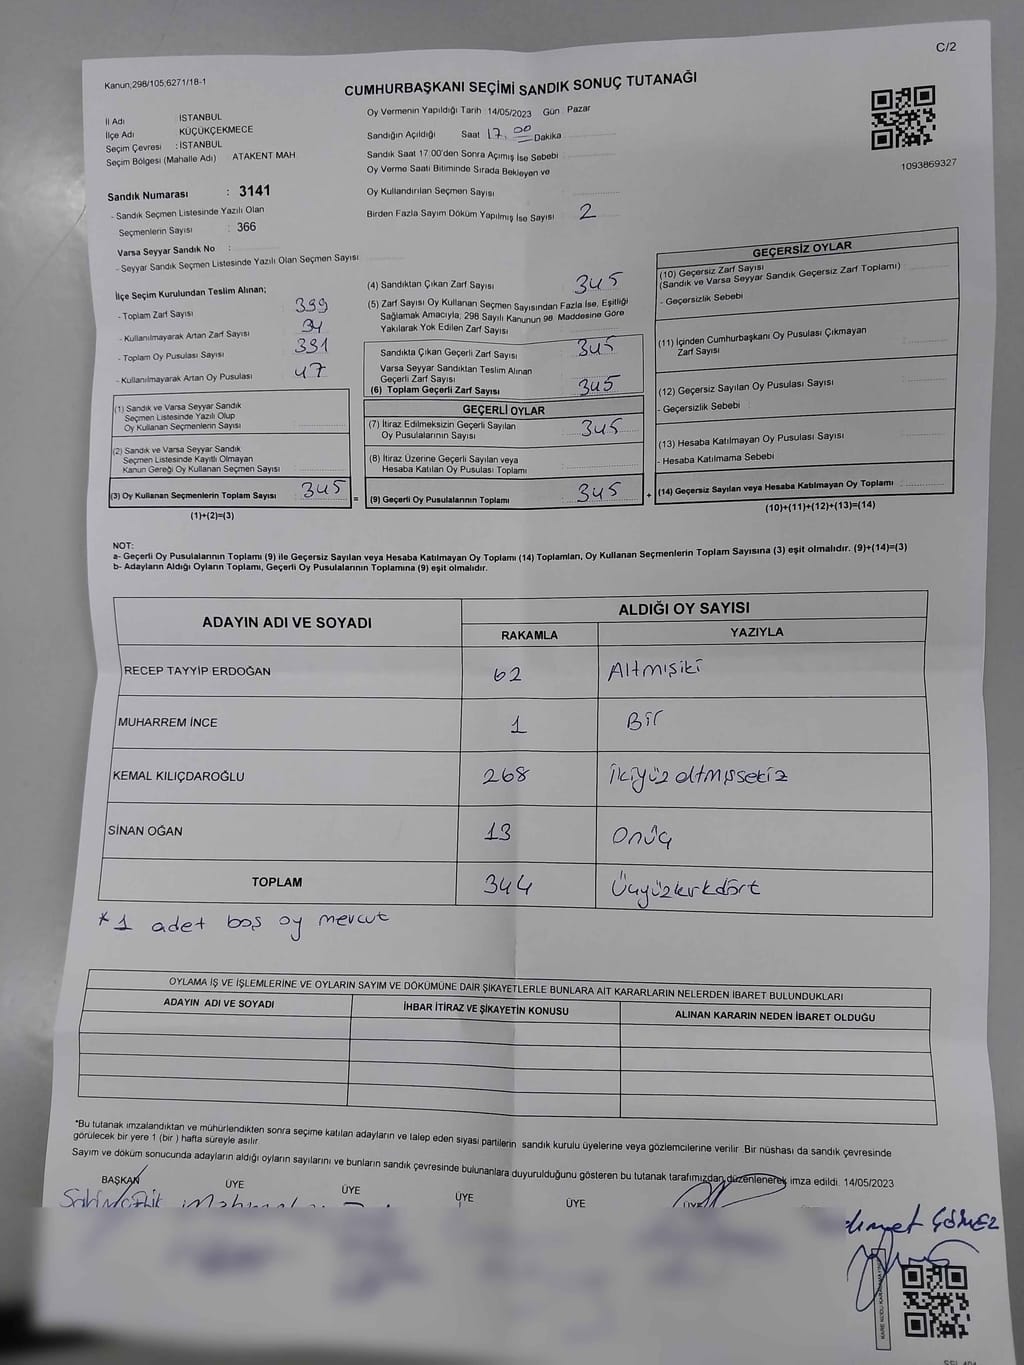 C/2
Kanun;298/105;6271/18-1
CUMHURBAŞKANI SEÇİMİ SANDIK SONUÇ TUTANAĞI
İl Adı : İSTANBUL
İlçe Adı : KÜÇÜKÇEKMECE
Seçim Çevresi : İSTANBUL
Seçim Bölgesi (Mahalle Adı) ATAKENT MAH
Oy Vermenin Yapıldığı Tarih 14/05/2023 Gün : Pazar
Sandığın Açıldığı Saat 17.00 Dakika
Sandık Saat 17:00'den Sonra Açımış İse Sebebi
Oy Verme Saati Bitiminde Sırada Bekleyen ve
Oy Kullandırılan Seçmen Sayısı
Birden Fazla Sayım Döküm Yapılmış İse Sayısı 2
1093869327
Sandık Numarası : 3141
- Sandık Seçmen Listesinde Yazılı Olan
Seçmenlerin Sayısı : 366
Varsa Seyyar Sandık No :
- Seyyar Sandık Seçmen Listesinde Yazılı Olan Seçmen Sayısı
İlçe Seçim Kurulundan Teslim Alınan;
- Toplam Zarf Sayısı 399
- Kullanılmayarak Artan Zarf Sayısı 34
- Toplam Oy Pusulası Sayısı 391
- Kullanılmayarak Artan Oy Pusulası 47
(1) Sandık ve Varsa Seyyar Sandık
Seçmen Listesinde Yazılı Olup
Oy Kullanan Seçmenlerin Sayısı
(2) Sandık ve Varsa Seyyar Sandık
Seçmen Listesinde Kayıtlı Olmayan
Kanun Gereği Oy Kullanan Seçmen Sayısı
(3) Oy Kullanan Seçmenlerin Toplam Sayısı 345
(1)+(2)=(3)
=
(4) Sandıktan Çıkan Zarf Sayısı 345
(5) Zarf Sayısı Oy Kullanan Seçmen Sayısından Fazla İse, Eşitliği
Sağlamak Amacıyla, 298 Sayılı Kanunun 98. Maddesine Göre
Yakılarak Yok Edilen Zarf Sayısı
Sandıkta Çıkan Geçerli Zarf Sayısı 345
Varsa Seyyar Sandıktan Teslim Alınan
Geçerli Zarf Sayısı
(6) Toplam Geçerli Zarf Sayısı 345
GEÇERLİ OYLAR
(7) İtiraz Edilmeksizin Geçerli Sayılan
Oy Pusulalarının Sayısı 345
(8) İtiraz Üzerine Geçerli Sayılan veya
Hesaba Katılan Oy Pusulası Toplamı
(9) Geçerli Oy Pusulalarının Toplamı 345
+
GEÇERSİZ OYLAR
(10) Geçersiz Zarf Sayısı
(Sandık ve Varsa Seyyar Sandık Geçersiz Zarf Toplamı)
- Geçersizlik Sebebi
(11) İçinden Cumhurbaşkanı Oy Pusulası Çıkmayan
Zarf Sayısı
(12) Geçersiz Sayılan Oy Pusulası Sayısı
- Geçersizlik Sebebi
(13) Hesaba Katılmayan Oy Pusulası Sayısı
- Hesaba Katılmama Sebebi
(14) Geçersiz Sayılan veya Hesaba Katılmayan Oy Toplamı
(10)+(11)+(12)+(13)=(14)
NOT:
a- Geçerli Oy Pusulalarının Toplamı (9) ile Geçersiz Sayılan veya Hesaba Katılmayan Oy Toplamı (14) Toplamları, Oy Kullanan Seçmenlerin Toplam Sayısına (3) eşit olmalıdır. (9)+(14)=(3)
b- Adayların Aldığı Oyların Toplamı, Geçerli Oy Pusulalarının Toplamına (9) eşit olmalıdır.
ADAYIN ADI VE SOYADI
ALDIĞI OY SAYISI
RAKAMLA YAZIYLA
RECEP TAYYİP ERDOĞAN 62 Altmışiki
MUHARREM İNCE 1 Bir
KEMAL KILIÇDAROĞLU 268 ikiyüzaltmışsekiz
SİNAN OĞAN 13 Onüç
TOPLAM 344 Üçyüzkırkdört
* 1 adet boş oy mevcut
OYLAMA İŞ VE İŞLEMLERİNE VE OYLARIN SAYIM VE DÖKÜMÜNE DAİR ŞİKAYETLERLE BUNLARA AİT KARARLARIN NELERDEN İBARET BULUNDUKLARI
ADAYIN ADI VE SOYADI İHBAR İTİRAZ VE ŞİKAYETİN KONUSU ALINAN KARARIN NEDEN İBARET OLDUĞU
*Bu tutanak imzalandıktan ve mühürlendikten sonra seçime katılan adayların ve talep eden siyasi partilerin sandık kurulu üyelerine veya gözlemcilerine verilir. Bir nüshası da sandık çevresinde
görülecek bir yere 1 (bir) hafta süreyle asılır.
Sayım ve döküm sonucunda adayların aldığı oyların sayılarını ve bunların sandık çevresinde bulunanlara duyurulduğunu gösteren bu tutanak tarafımızdan düzenlenerek imza edildi. 14/05/2023
BAŞKAN ÜYE ÜYE ÜYE ÜYE ÜYE